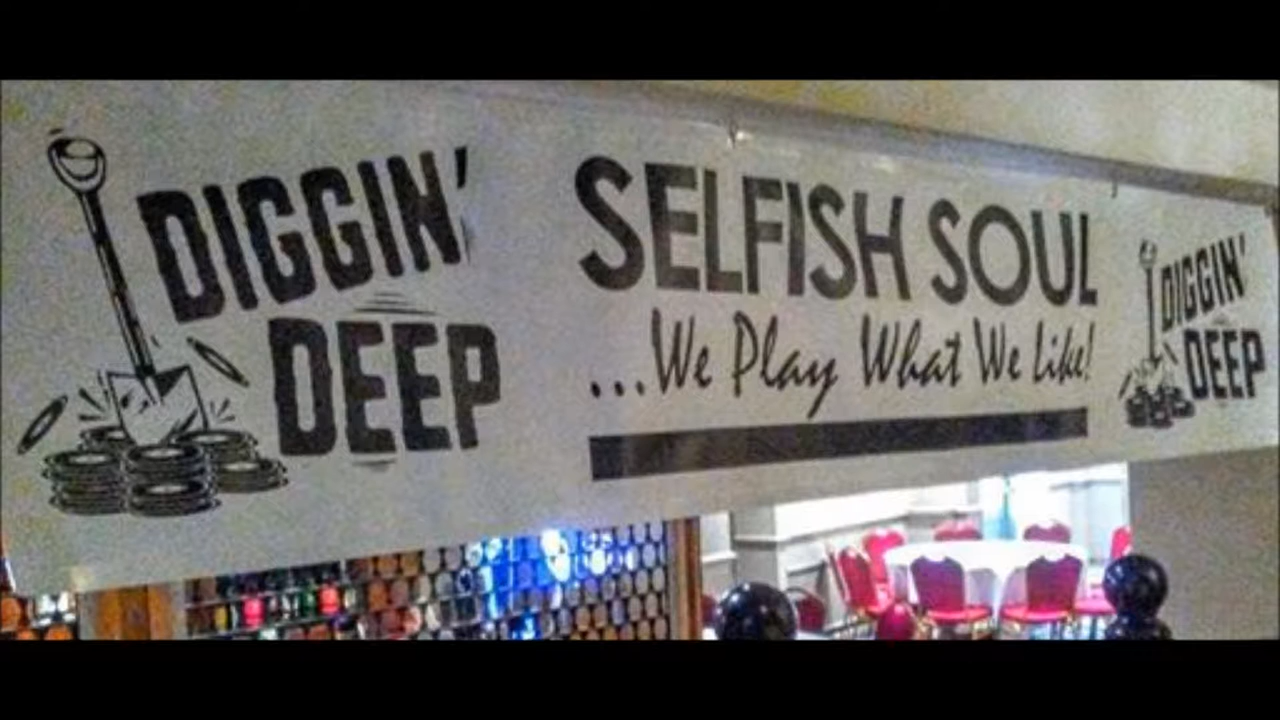 DIGGIN'
DEEP
SELFISH SOUL
...We Play What We Like!
DIGGIN'
DEEP